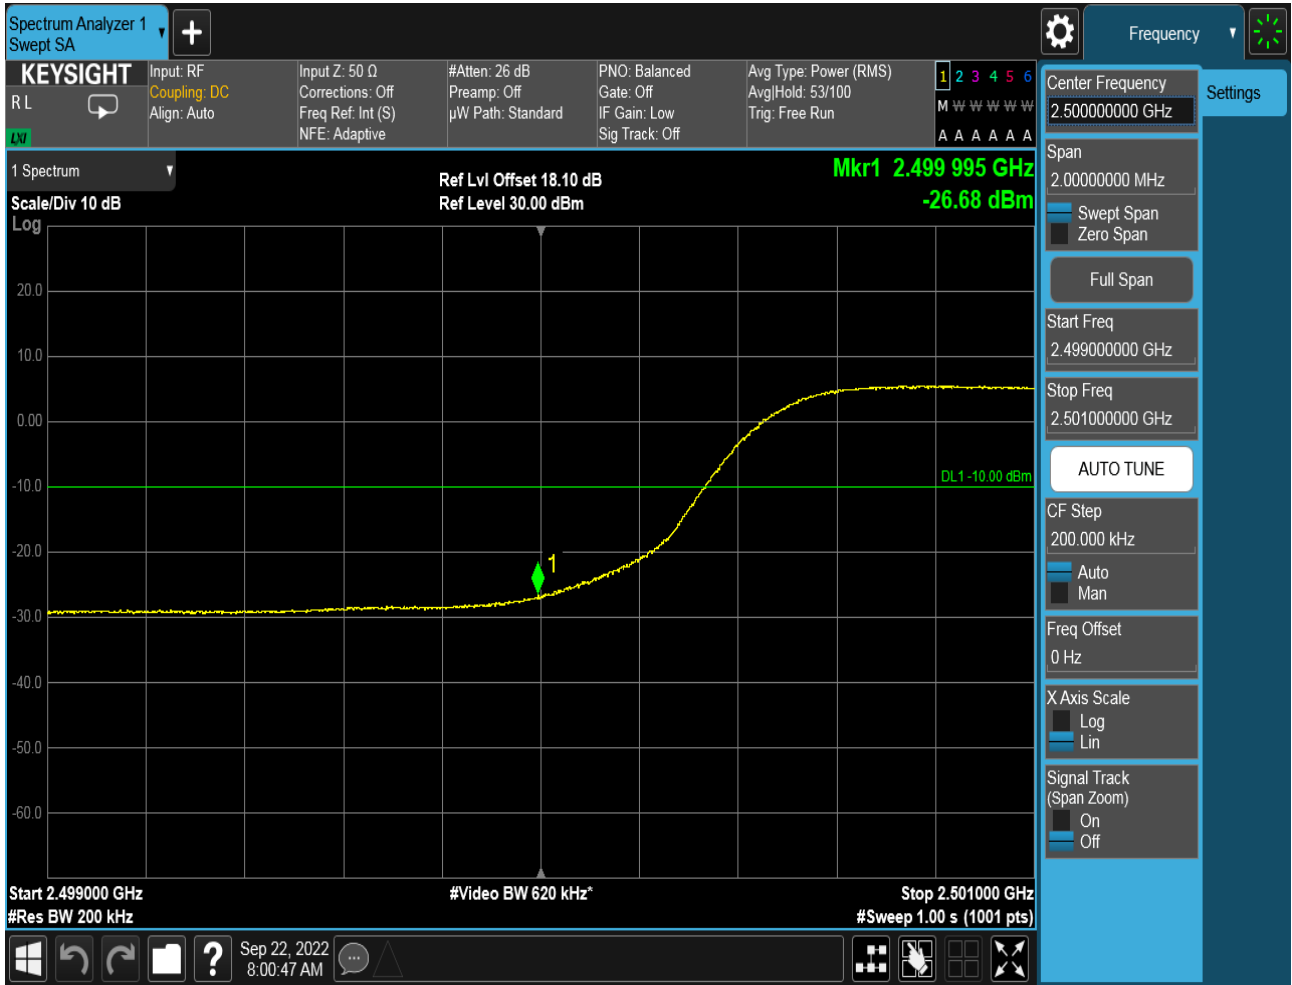 Spectrum Analyzer 1
Swept SA
Frequency
KEYSIGHT
R L
LXI
Input: RF
Coupling: DC
Align: Auto
Input Z: 50 Ω
Corrections: Off
Freq Ref: Int (S)
NFE: Adaptive
#Atten: 26 dB
Preamp: Off
µW Path: Standard
PNO: Balanced
Gate: Off
IF Gain: Low
Sig Track: Off
Avg Type: Power (RMS)
Avg|Hold: 53/100
Trig: Free Run
1 2 3 4 5 6
M W W W W W
A A A A A A
1 Spectrum
Scale/Div 10 dB
Log
Ref Lvl Offset 18.10 dB
Ref Level 30.00 dBm
Mkr1 2.499 995 GHz
-26.68 dBm
20.0
10.0
0.00
-10.0
-20.0
-30.0
-40.0
-50.0
-60.0
DL1 -10.00 dBm
1
Start 2.499000 GHz
#Res BW 200 kHz
#Video BW 620 kHz*
Stop 2.501000 GHz
#Sweep 1.00 s (1001 pts)
Center Frequency
2.500000000 GHz
Span
2.00000000 MHz
Swept Span
Zero Span
Full Span
Start Freq
2.499000000 GHz
Stop Freq
2.501000000 GHz
AUTO TUNE
CF Step
200.000 kHz
Auto
Man
Freq Offset
0 Hz
X Axis Scale
Log
Lin
Signal Track
(Span Zoom)
On
Off
Settings
?
Sep 22, 2022
8:00:47 AM